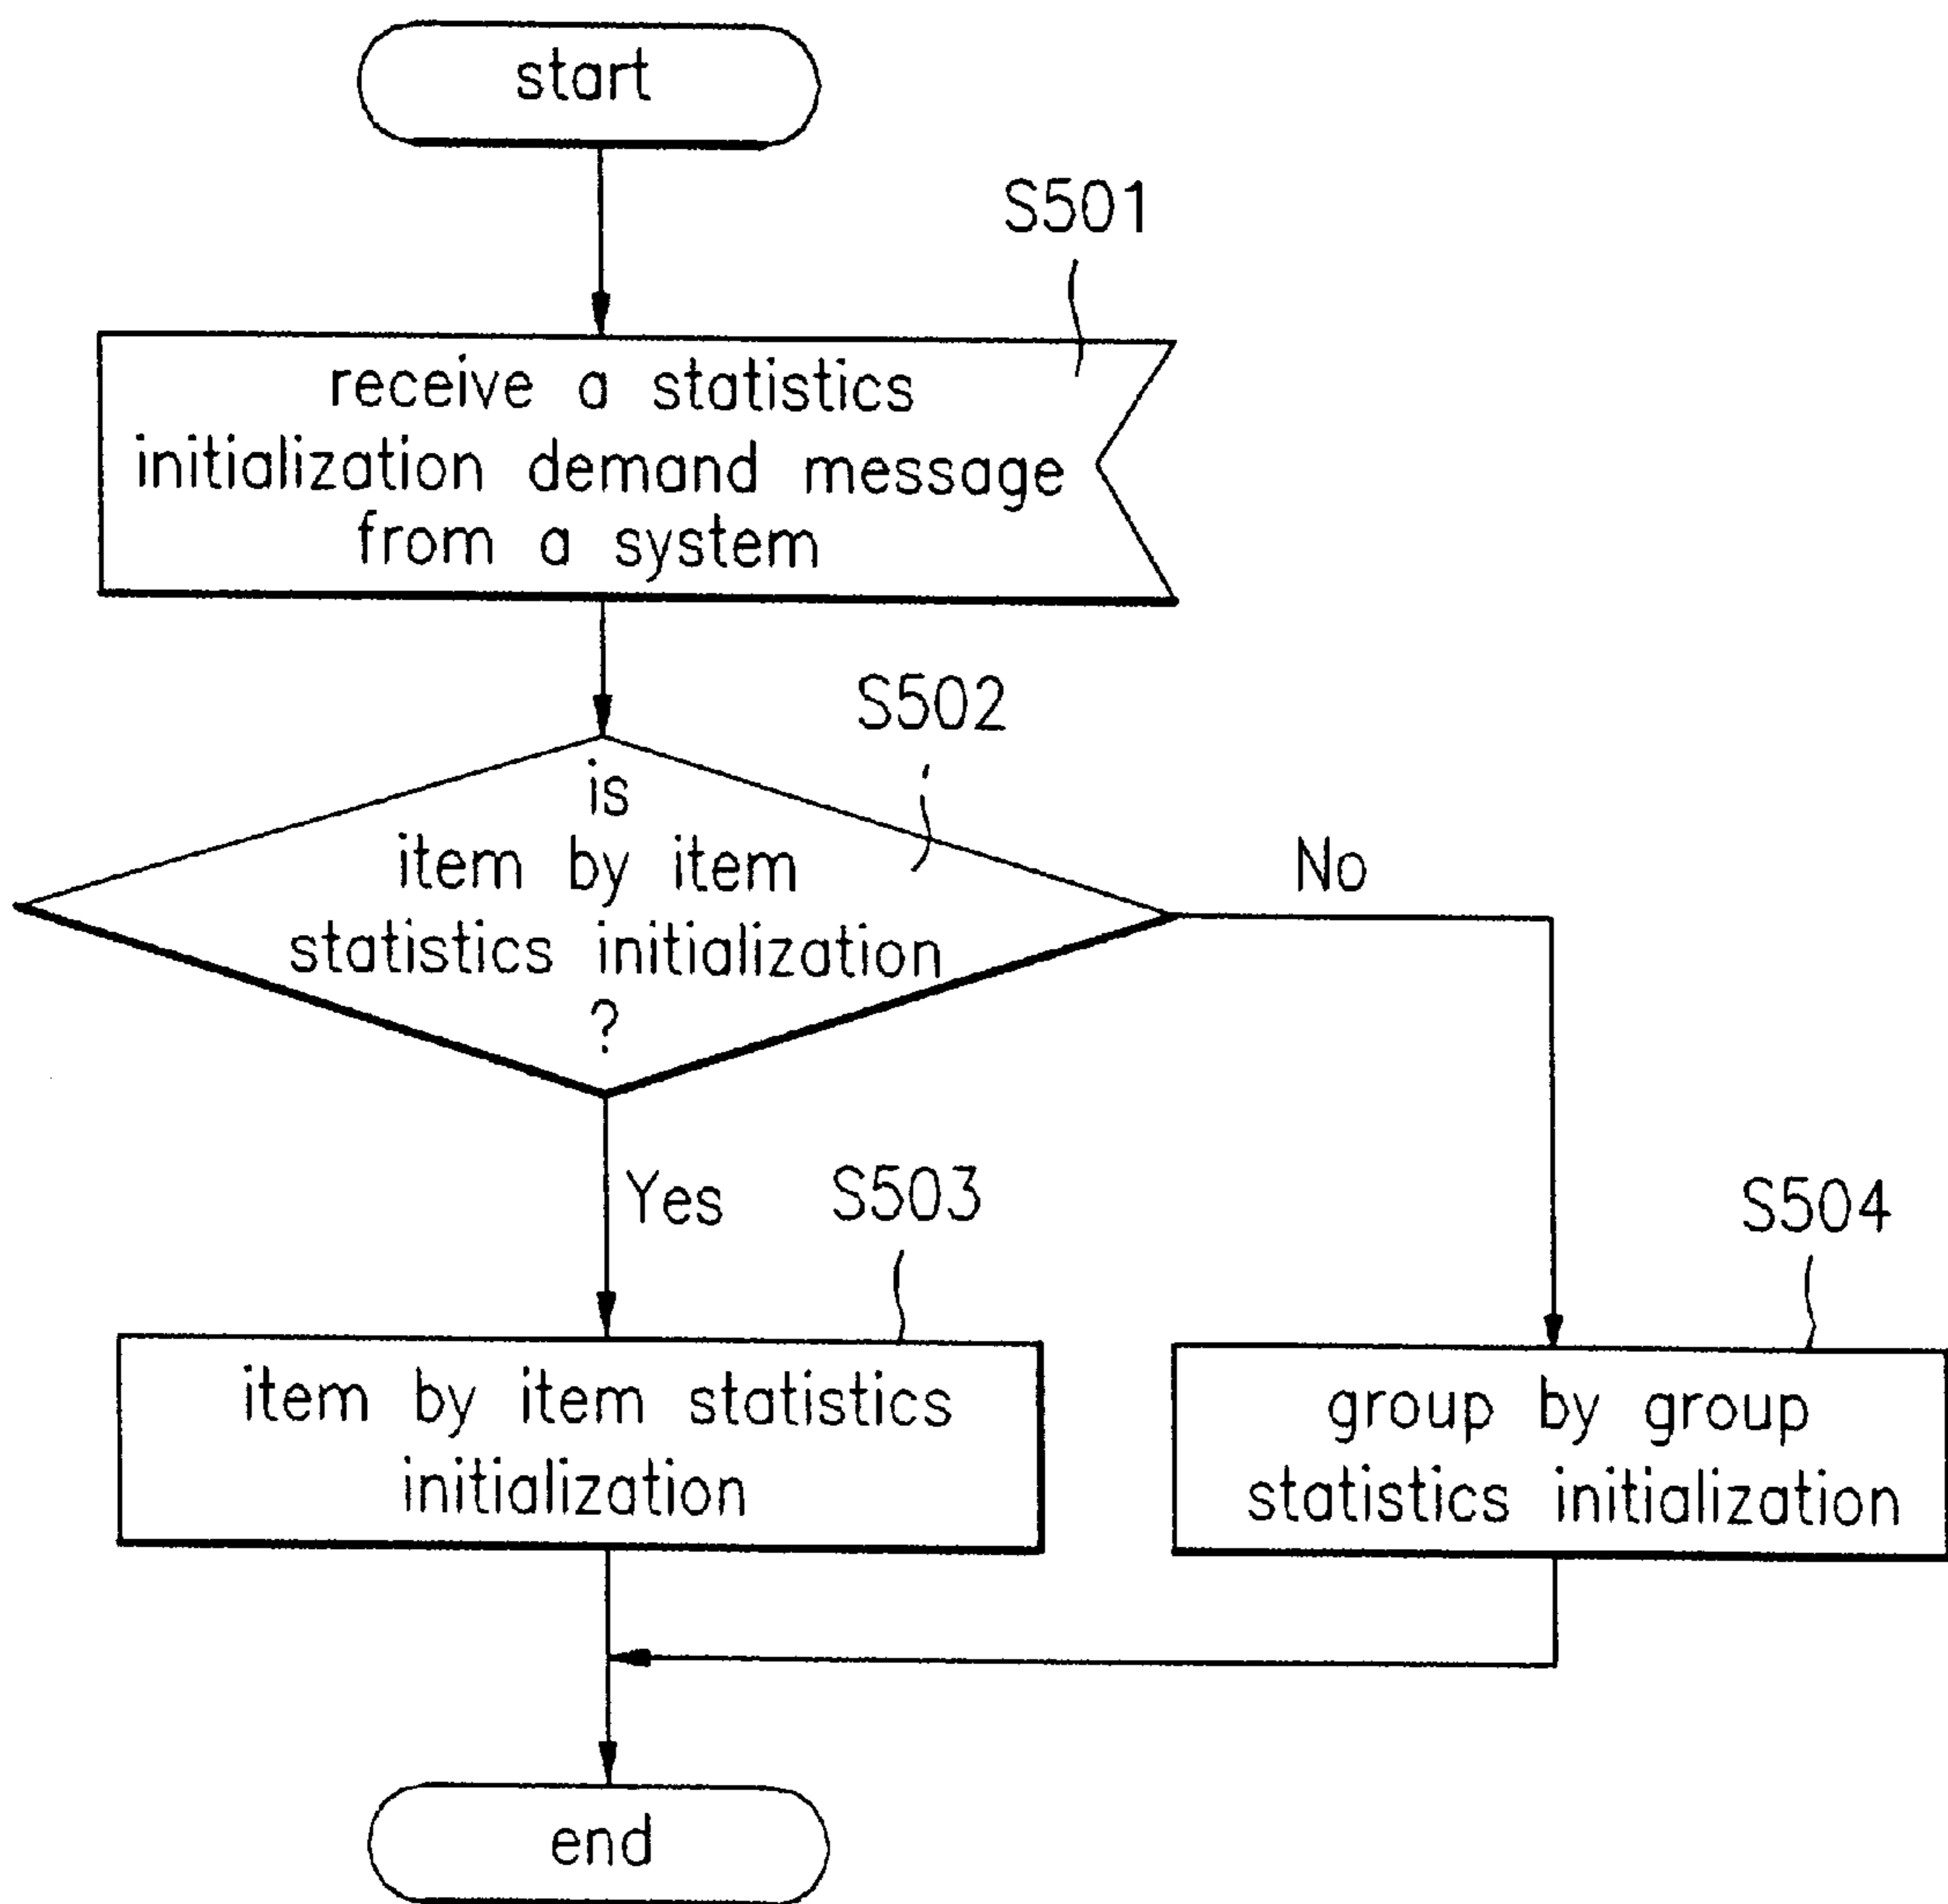 start
S501
receive a statistics
initialization demand message
from a system
S502
is
item by item
statistics initialization
?
No
Yes
S503
S504
item by item statistics
initialization
group by group
statistics initialization
end